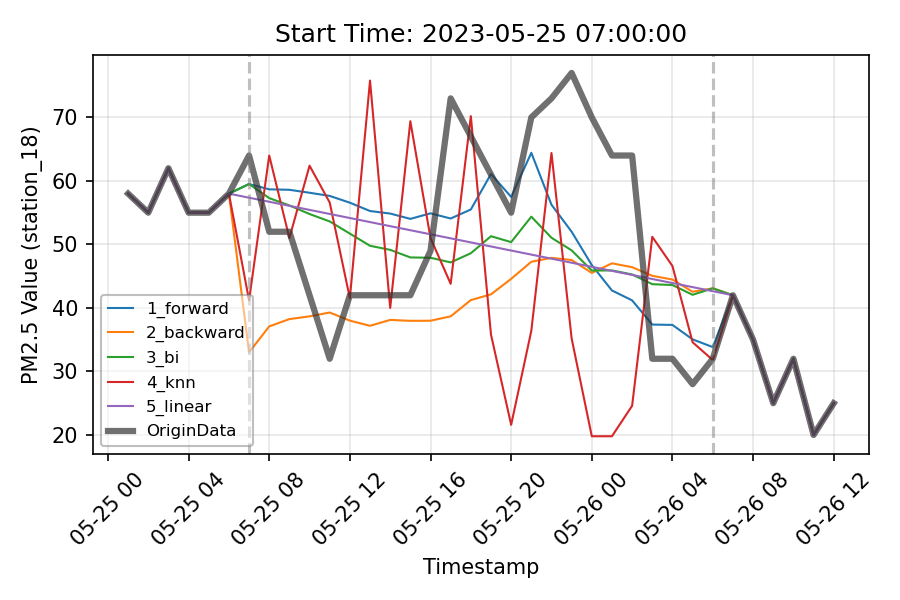 Start Time: 2023-05-25 07:00:00
PM2.5 Value (station_18)
70
60
50
40
30
20
1_forward
2_backward
3_bi
4_knn
5_linear
OriginData
05-25 00
05-25 04
05-25 08
05-25 12
05-25 16
05-25 20
05-26 00
05-26 04
05-26 08
05-26 12
Timestamp